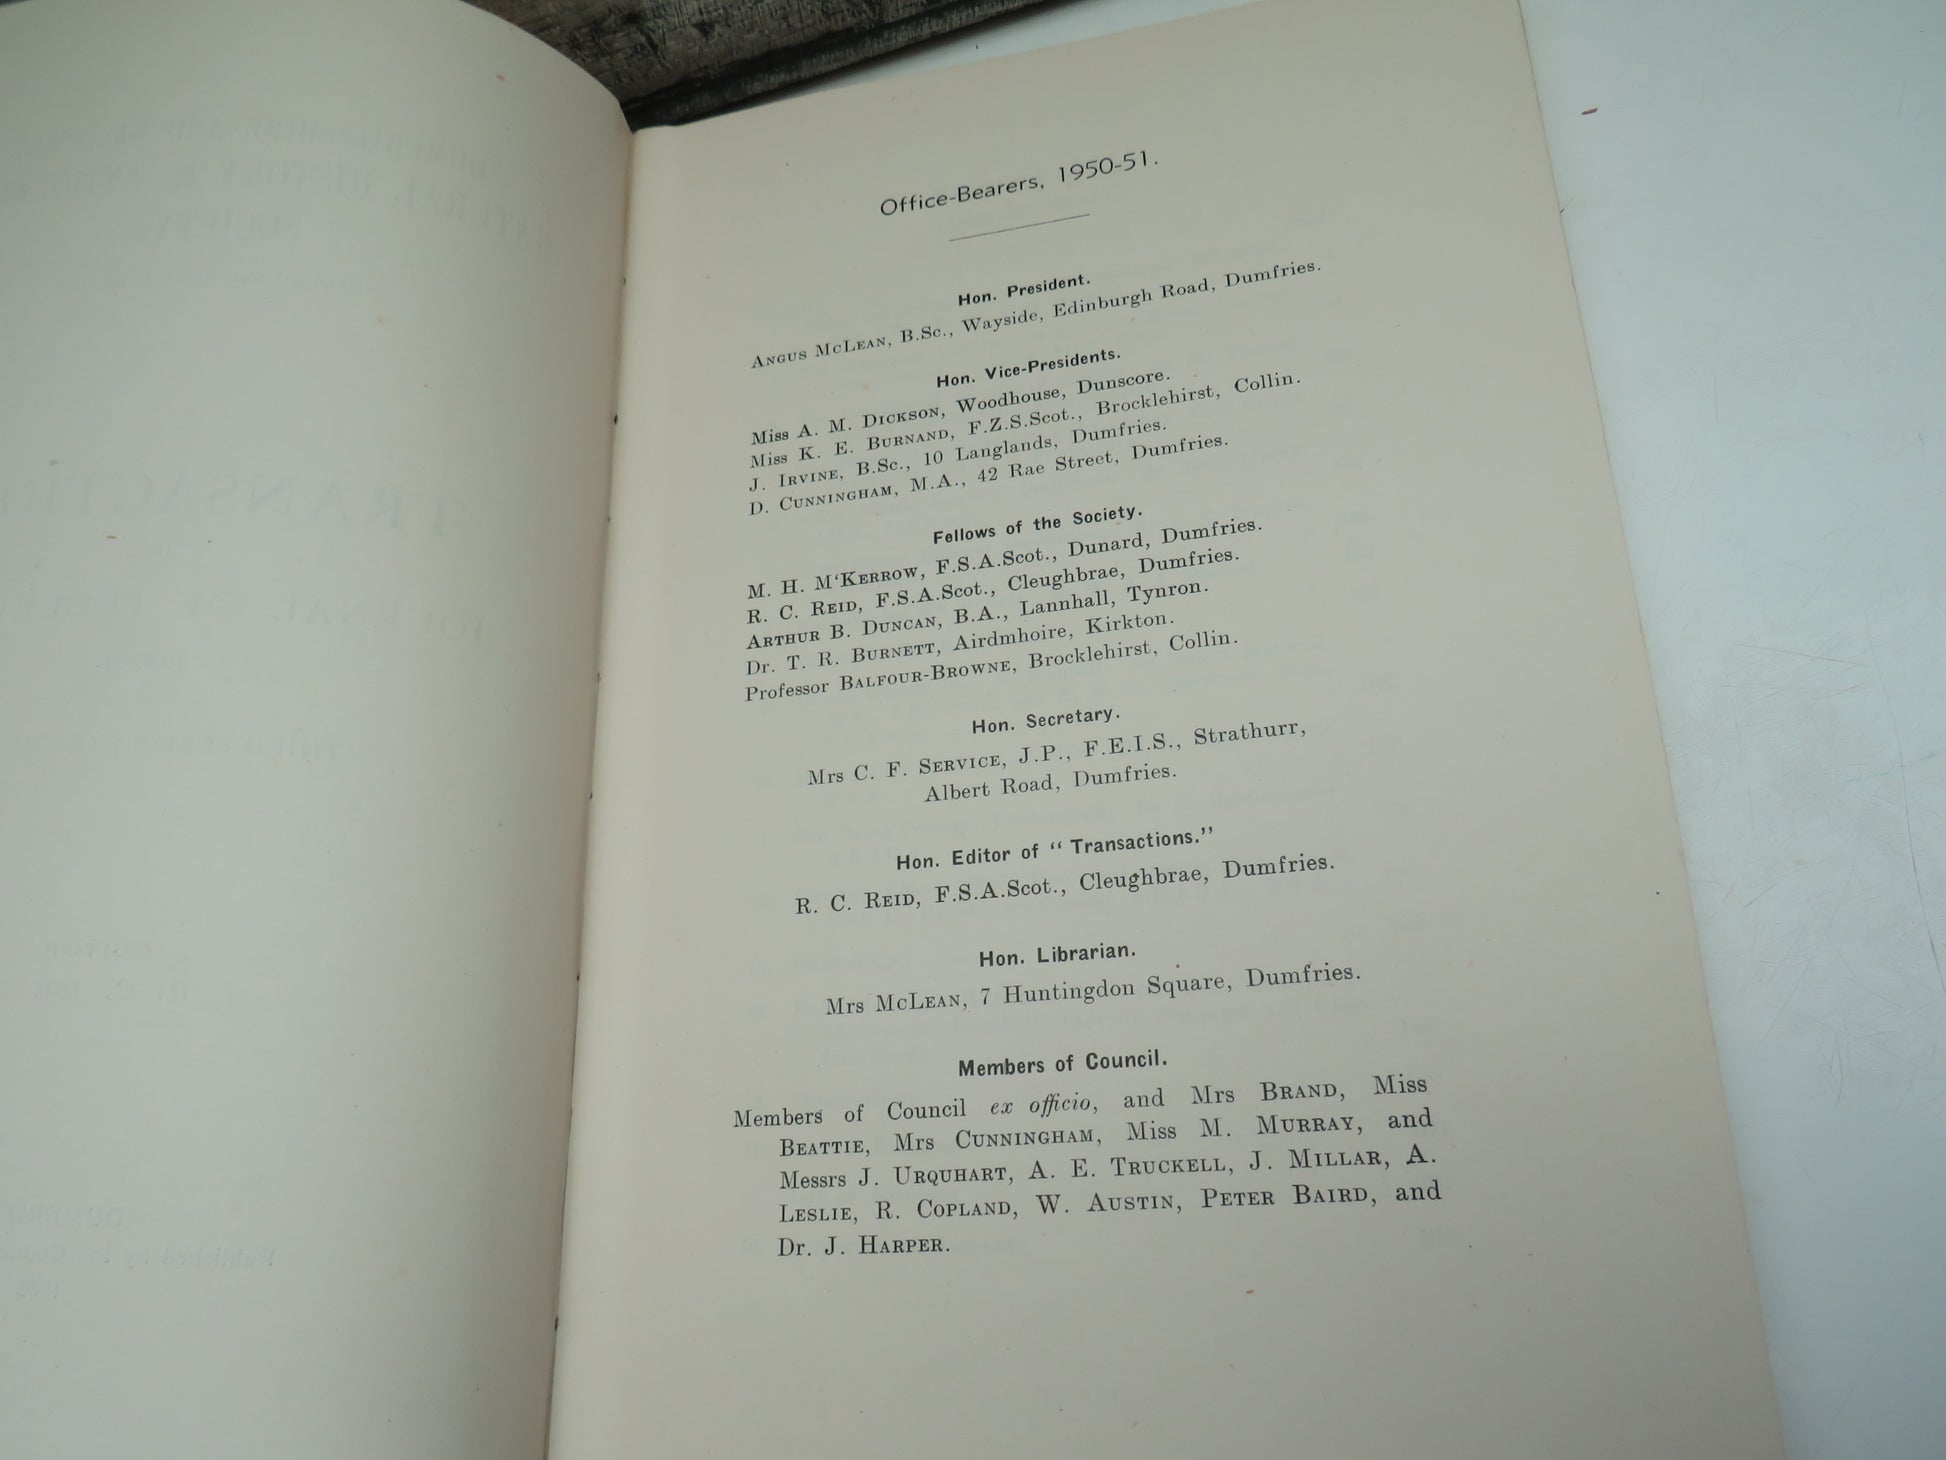 Office-Bearers, 1950-51.
Hon. President.
Angus McLean, B.Sc., Wayside, Edinburgh Road, Dumfries.
Hon. Vice-Presidents.
Miss A. M. Dickson, Woodhouse, Dunscore.
Miss K. E. Burnand, F.Z.S.Scot., Brocklehirst, Collin.
J. Irvine, B.Sc., 10 Langlands, Dumfries.
D. Cunningham, M.A., 42 Rae Street, Dumfries.
Fellows of the Society.
M. H. M‘Kerrow, F.S.A.Scot., Dunard, Dumfries.
R. C. Reid, F.S.A.Scot., Cleughbrae, Dumfries.
Arthur B. Duncan, B.A., Lannhall, Tynron.
Dr. T. R. Burnett, Airdmhoire, Kirkton.
Professor Balfour-Browne, Brocklehirst, Collin.
Hon. Secretary.
Mrs C. F. Service, J.P., F.E.I.S., Strathurr,
Albert Road, Dumfries.
Hon. Editor of “ Transactions.”
R. C. Reid, F.S.A.Scot., Cleughbrae, Dumfries.
Hon. Librarian.
Mrs McLean, 7 Huntingdon Square, Dumfries.
Members of Council.
Members of Council ex officio, and Mrs Brand, Miss
Beattie, Mrs Cunningham, Miss M. Murray, and
Messrs J. Urquhart, A. E. Truckell, J. Millar, A.
Leslie, R. Copland, W. Austin, Peter Baird, and
Dr. J. Harper.